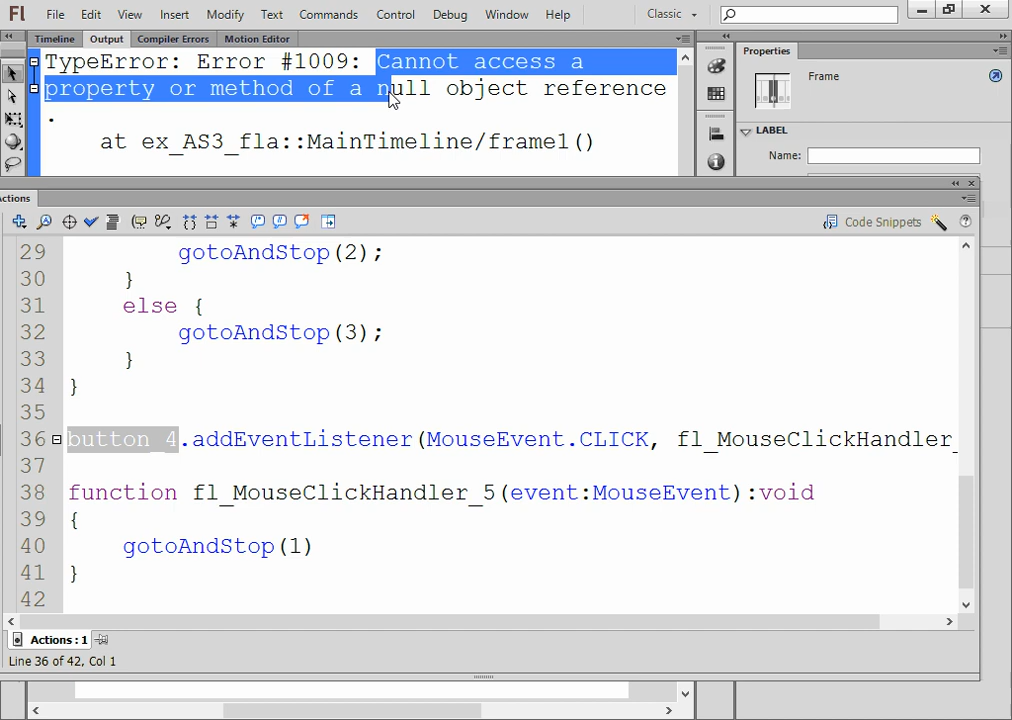 Fl File Edit View Insert Modify Text Commands Control Debug Window Help Classic
Timeline Output Compiler Errors Motion Editor
Properties
TypeError: Error #1009: Cannot access a
property or method of a null object reference
.
at ex_AS3_fla::MainTimeline/frame1()
Frame
LABEL
Name:
Actions
Code Snippets
29 gotoAndStop(2);
30 }
31 else {
32 gotoAndStop(3);
33 }
34 }
35
36 button_4.addEventListener(MouseEvent.CLICK, fl_MouseClickHandler_
37
38 function fl_MouseClickHandler_5(event:MouseEvent):void
39 {
40 gotoAndStop(1)
41 }
42
Actions : 1
Line 36 of 42, Col 1